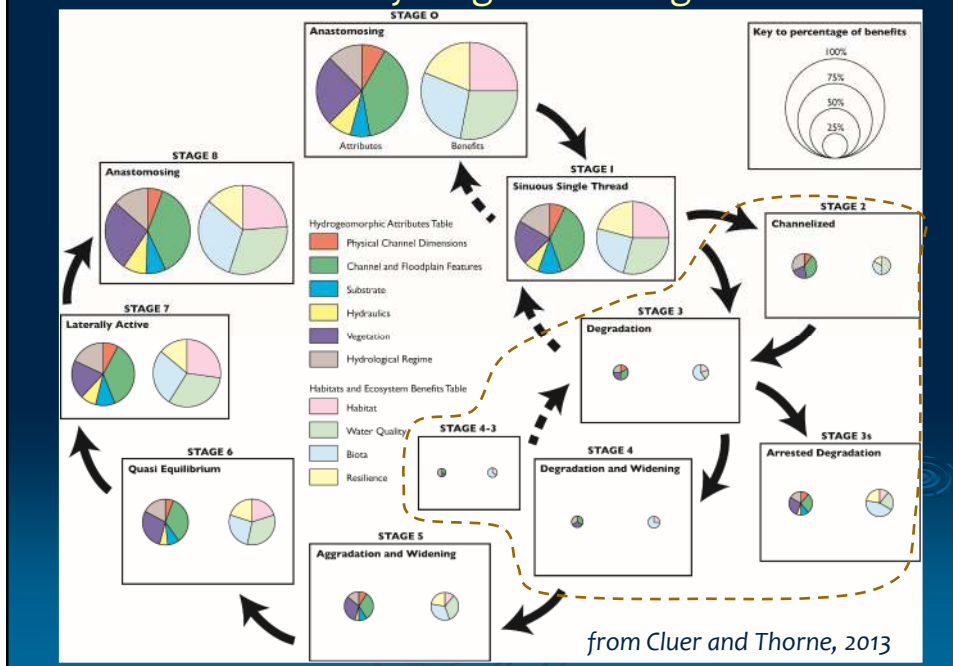 STAGE 0
Anastomosing
Attributes
Benefits
Key to percentage of benefits
100%
75%
50%
25%
STAGE 8
Anastomosing
STAGE 1
Sinuous Single Thread
STAGE 2
Channelized
Hydrogeomorphic Attributes Table
Physical Channel Dimensions
Channel and Floodplain Features
Substrate
Hydraulics
Vegetation
Hydrological Regime
Habitats and Ecosystem Benefits Table
Habitat
Water Quality
Biota
Resilience
STAGE 7
Laterally Active
STAGE 3
Degradation
STAGE 4-3
STAGE 3s
Arrested Degradation
STAGE 6
Quasi Equilibrium
STAGE 4
Degradation and Widening
STAGE 5
Aggradation and Widening
from Cluer and Thorne, 2013